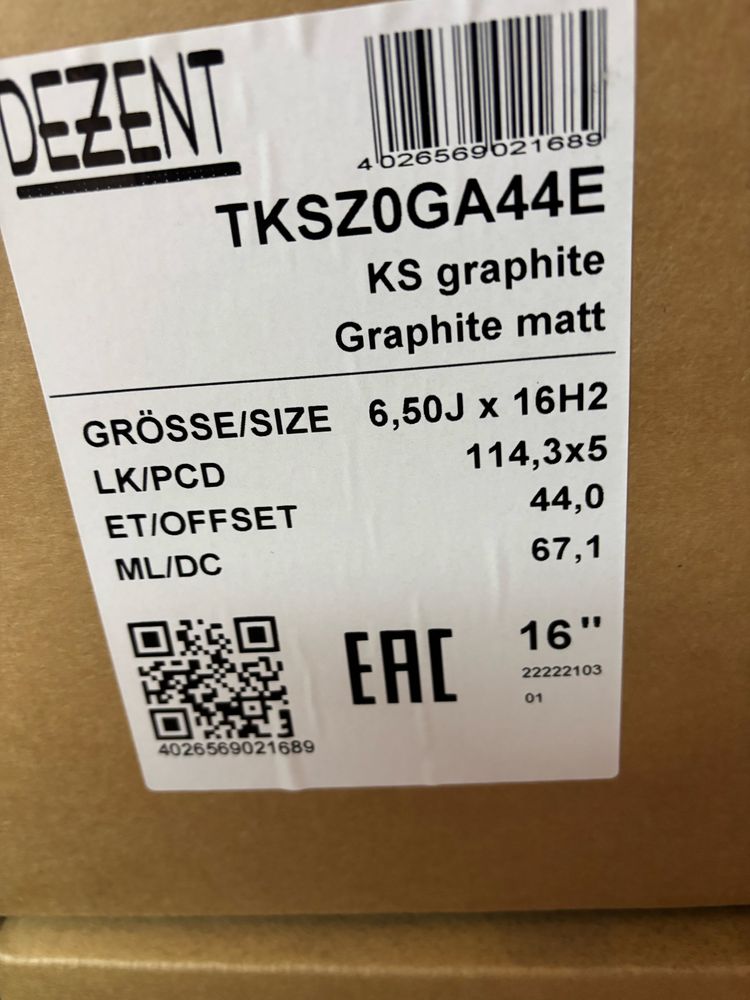 DEZENT
4026569021689
TKSZ0GA44E
KS graphite
Graphite matt
GRÖSSE/SIZE 6,50J x 16H2
LK/PCD 114,3x5
ET/OFFSET 44,0
ML/DC 67,1
EAC
16"
22222103
01
4026569021689